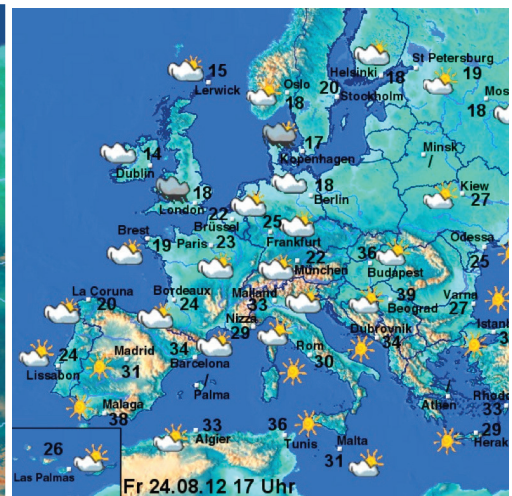 15
Lerwick
Helsinki
18
St Petersburg
19
Oslo
18
20
Stockholm
18
Mos
17
Kopenhagen
14
Dublin
Minsk
/
18
London
18
Berlin
Kiew
27
22
Brüssel
25
Frankfurt
Brest
19
Paris
23
22
München
36
Budapest
Odessa
25
La Coruna
20
Bordeaux
24
Mailand
33
Nizza
29
39
Beograd
Varna
27
Istanb
Dubrovnik
34
24
Lissabon
Madrid
31
34
Barcelona
/
Palma
Rom
30
/
Athen
Rhodo
33
Malaga
38
33
Algier
36
Tunis
Malta
31
29
Herak
26
Las Palmas
Fr 24.08.12 17 Uhr